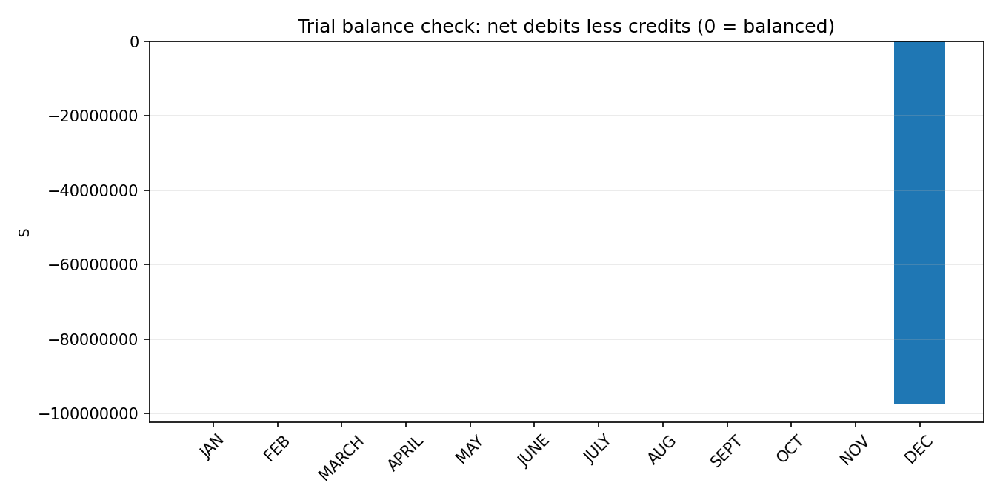 Trial balance check: net debits less credits (0 = balanced)
0
−20000000
−40000000
−60000000
−80000000
−100000000
$
JAN
FEB
MARCH
APRIL
MAY
JUNE
JULY
AUG
SEPT
OCT
NOV
DEC